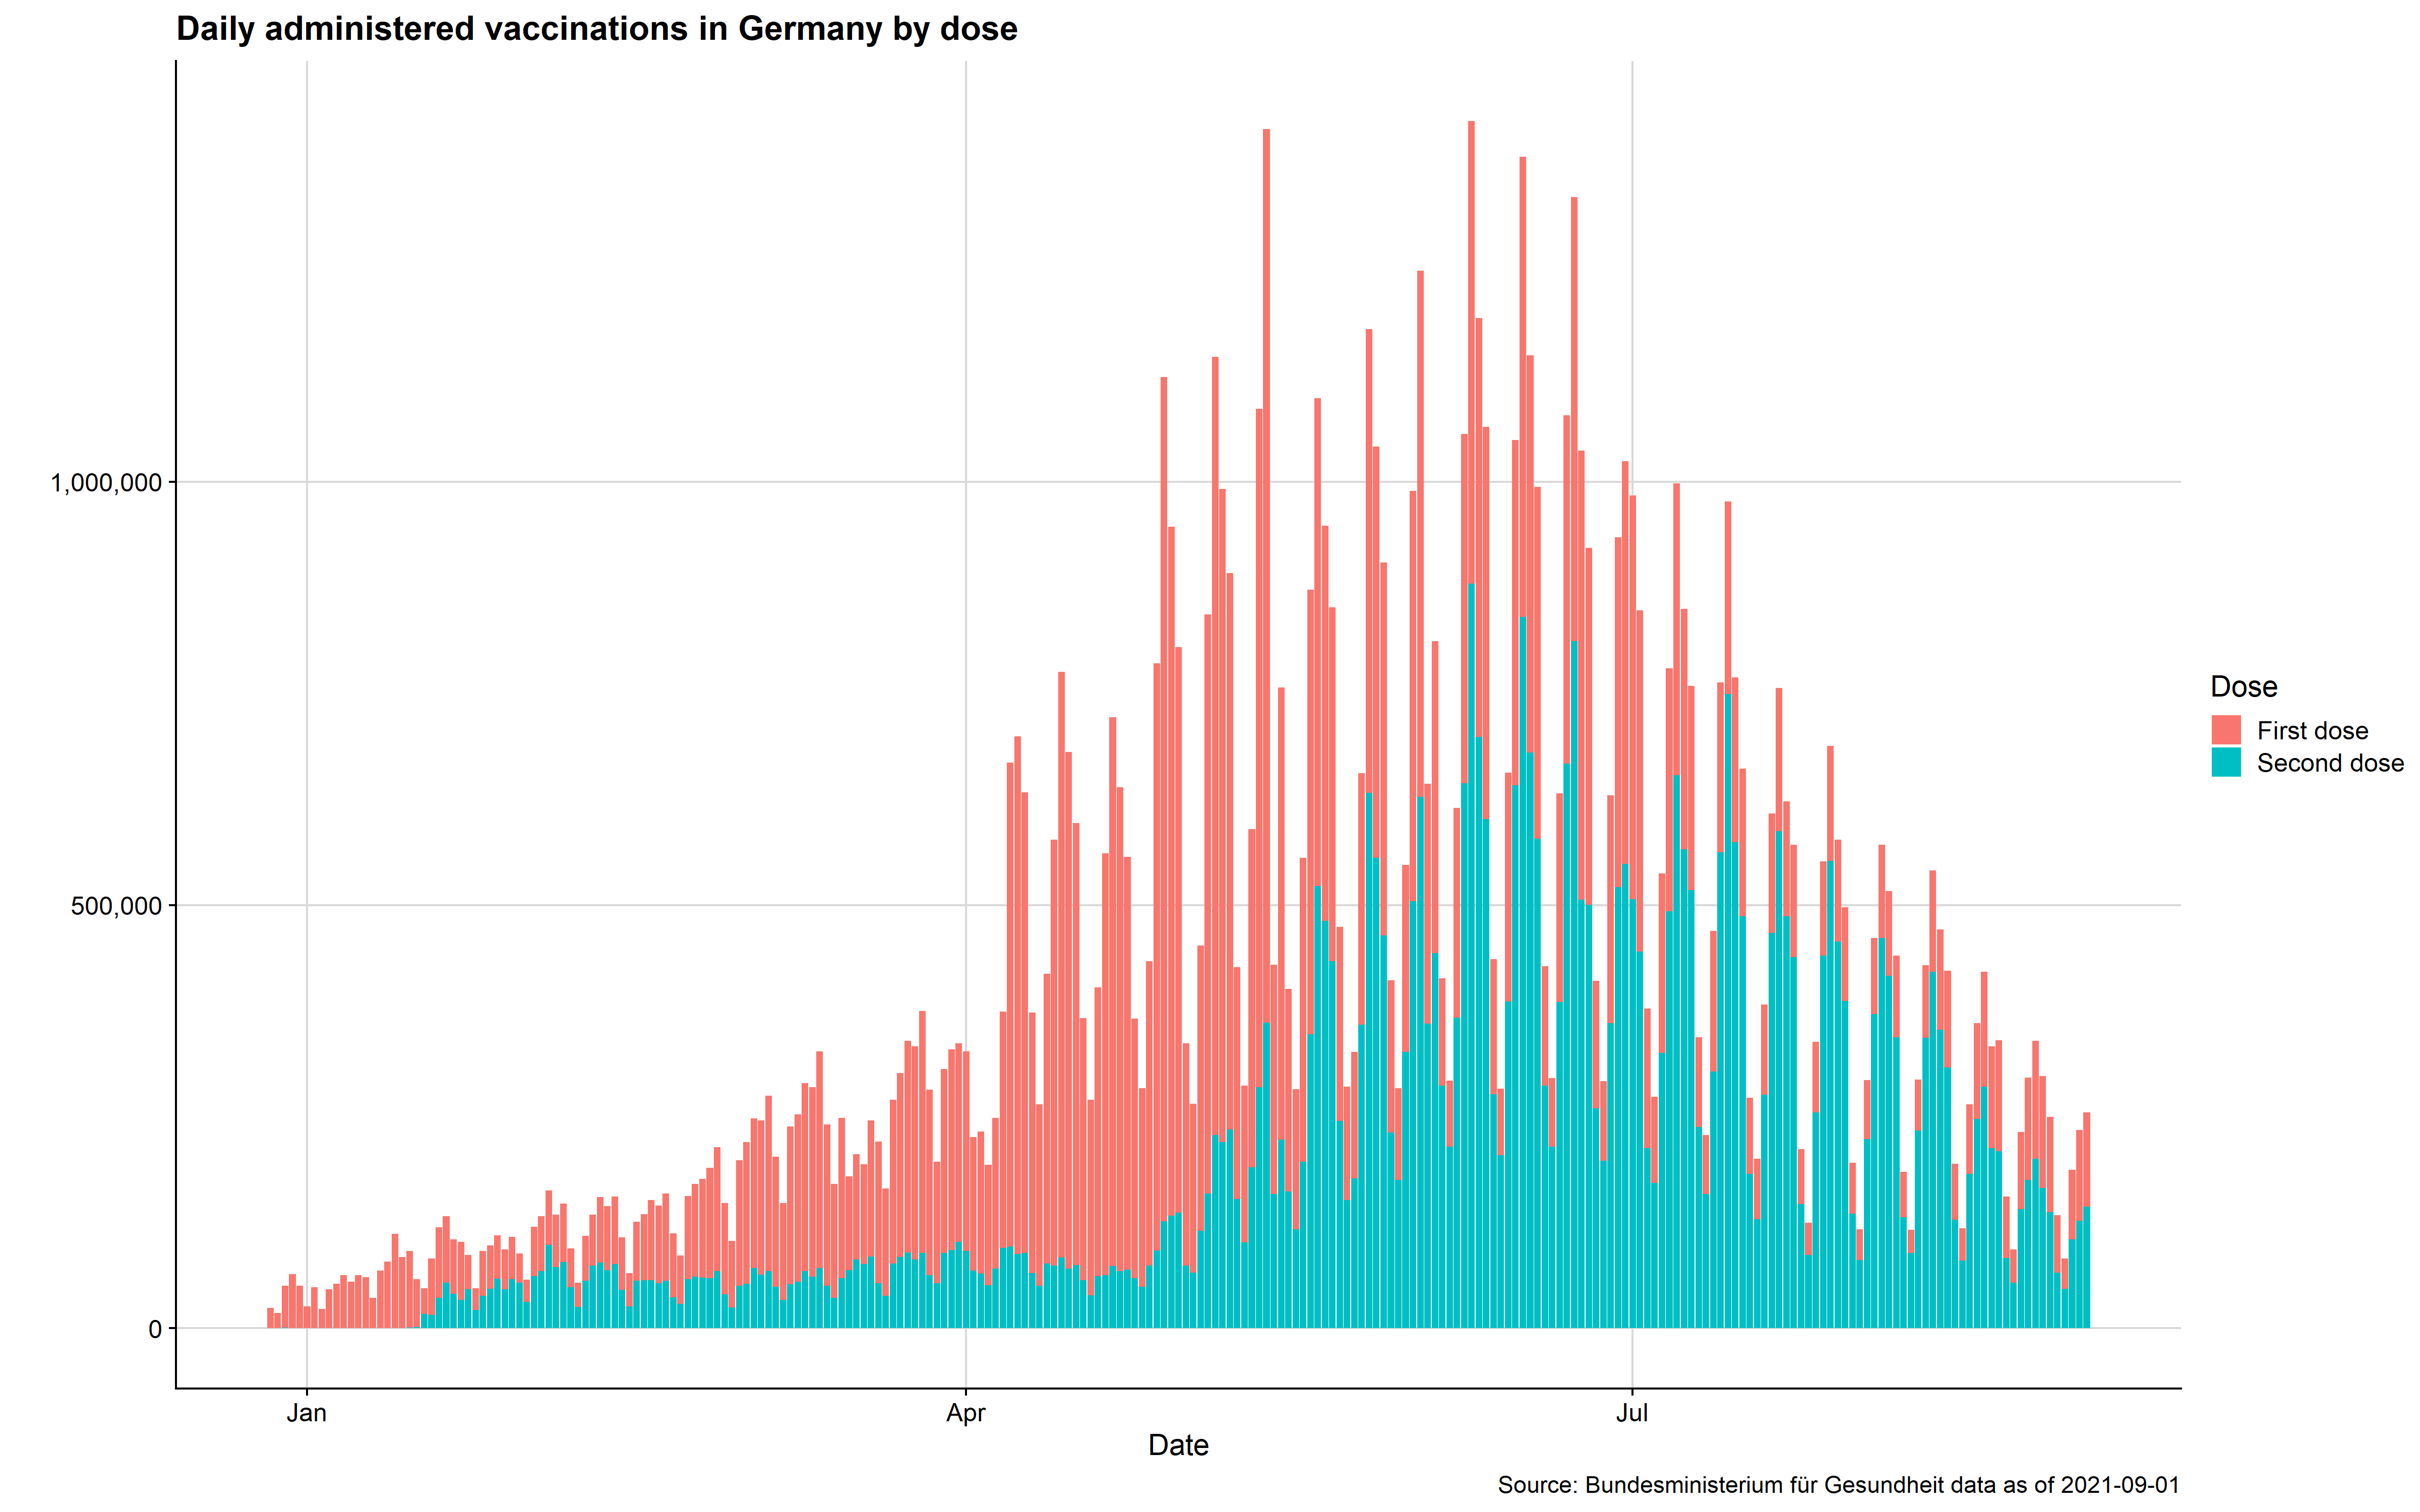 Daily administered vaccinations in Germany by dose
1,000,000
500,000
0
Jan
Apr
Jul
Date
Dose
First dose
Second dose
Source: Bundesministerium für Gesundheit data as of 2021-09-01